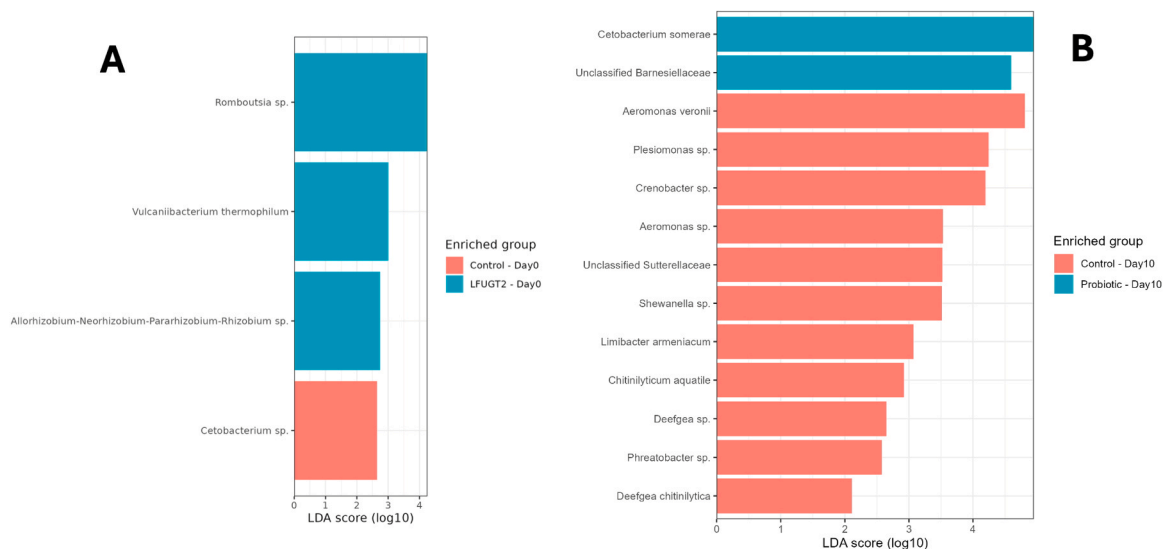 A
Romboutsia sp.
Vulcaniibacterium thermophilum
Allorhizobium-Neorhizobium-Pararhizobium-Rhizobium sp.
Cetobacterium sp.
0 1 2 3 4
LDA score (log10)
Enriched group
Control - Day0
LFUGT2 - Day0
B
Cetobacterium somerae
Unclassified Barnesiellaceae
Aeromonas veronii
Plesiomonas sp.
Crenobacter sp.
Aeromonas sp.
Unclassified Sutterellaceae
Shewanella sp.
Limibacter armeniacum
Chitinilyticum aquatile
Deefgea sp.
Phreatobacter sp.
Deefgea chitinilytica
0 1 2 3 4
LDA score (log10)
Enriched group
Control - Day10
Probiotic - Day10